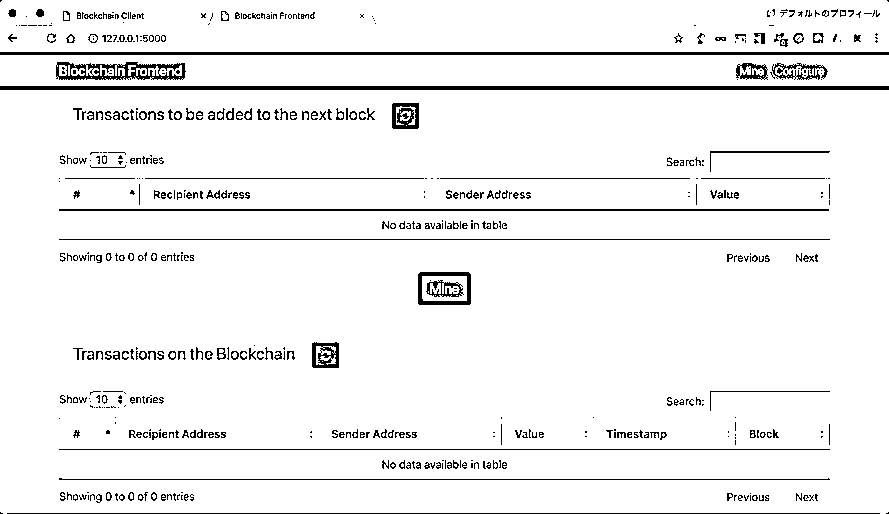 Blockchain Client
Blockchain Frontend
デフォルトのプロフィール
127.0.0.1:5000
Blockchain Frontend
Mine Configure
Transactions to be added to the next block
Show 10 entries
Search:
# Recipient Address Sender Address Value
No data available in table
Showing 0 to 0 of 0 entries
Previous Next
Mine
Transactions on the Blockchain
Show 10 entries
Search:
# Recipient Address Sender Address Value Timestamp Block
No data available in table
Showing 0 to 0 of 0 entries
Previous Next